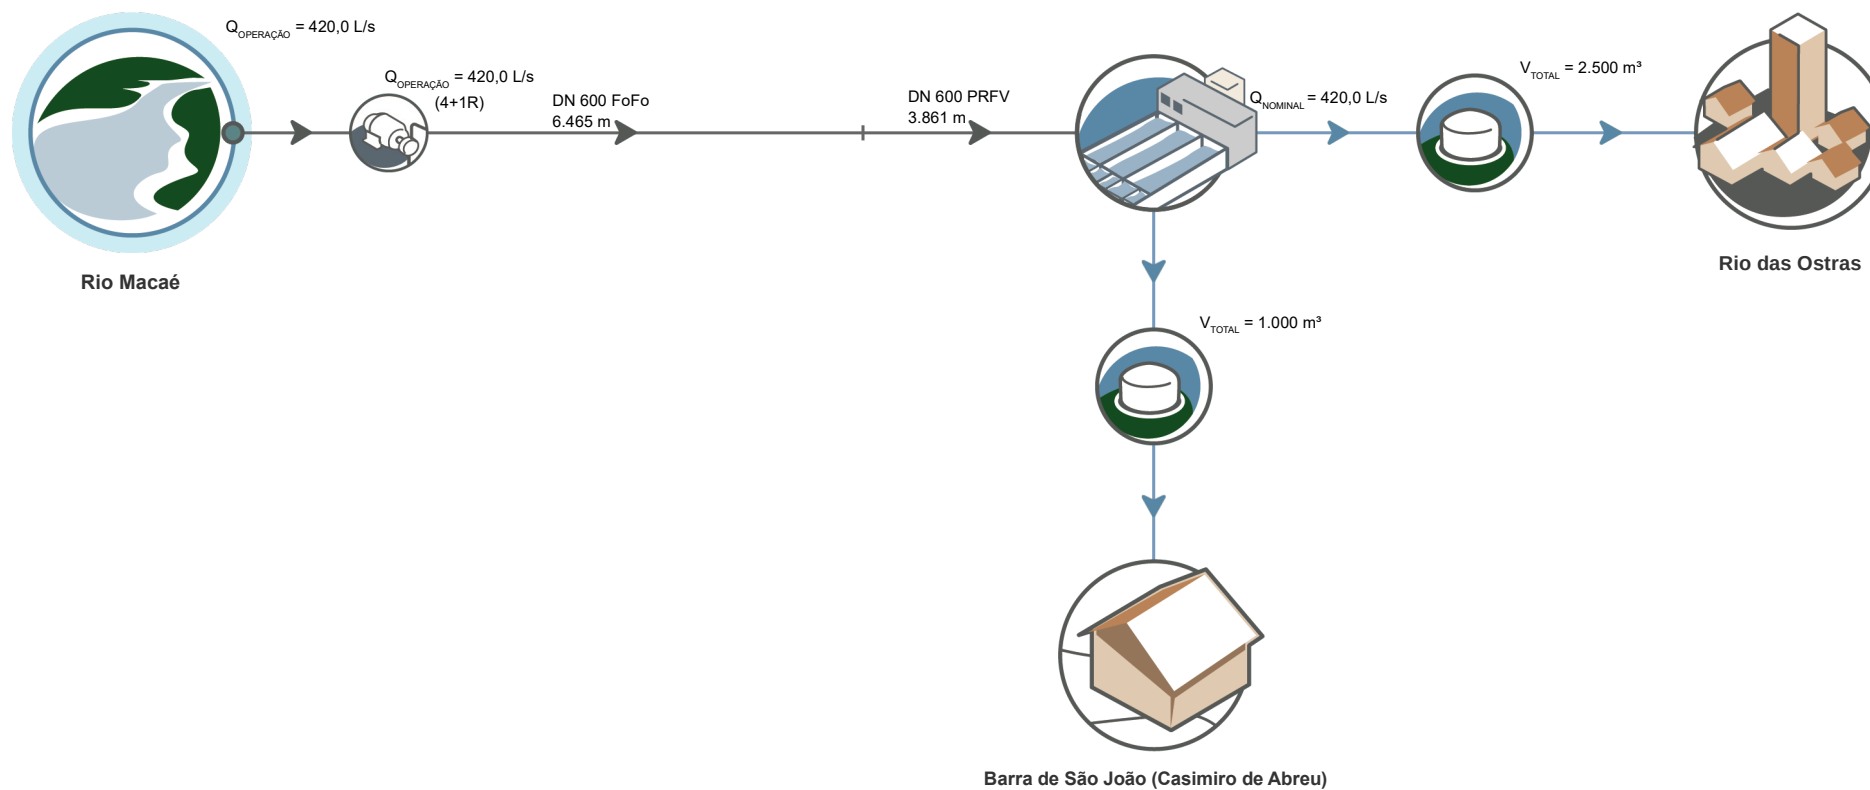 Q OPERAÇÃO = 420,0 L/s
Q OPERAÇÃO = 420,0 L/s
(4+1R)
DN 600 FoFo
6.465 m
DN 600 PRFV
3.861 m
Q NOMINAL = 420,0 L/s
V TOTAL = 2.500 m³
Rio Macaé
Rio das Ostras
V TOTAL = 1.000 m³
Barra de São João (Casimiro de Abreu)